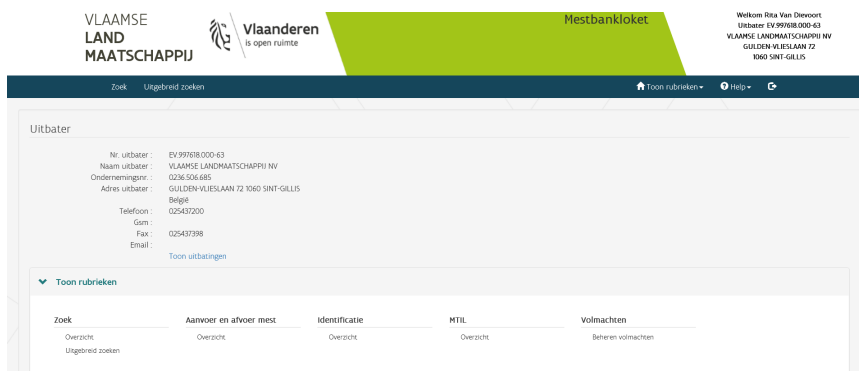 VLAAMSE
LAND
MAATSCHAPPIJ
Vlaanderen
is open ruimte
Mestbankloket
Welkom Rita Van Dievoort
Uitbater EV.997618.000-63
VLAAMSE LANDMAATSCHAPPIJ NV
GULDEN-VLIESLAAN 72
1060 SINT-GILLIS
Zoek Uitgebreid zoeken Toon rubrieken Help
Uitbater
Nr. uitbater : EV.997618.000-63
Naam uitbater : VLAAMSE LANDMAATSCHAPPIJ NV
Ondernemingsnr. : 0236.506.685
Adres uitbater : GULDEN-VLIESLAAN 72 1060 SINT-GILLIS
België
Telefoon : 025437200
Gsm :
Fax : 025437398
Email :
Toon uitbatingen
Toon rubrieken
Zoek Aanvoer en afvoer mest Identificatie MTIL Volmachten
Overzicht Overzicht Overzicht Overzicht Beheren volmachten
Uitgebreid zoeken